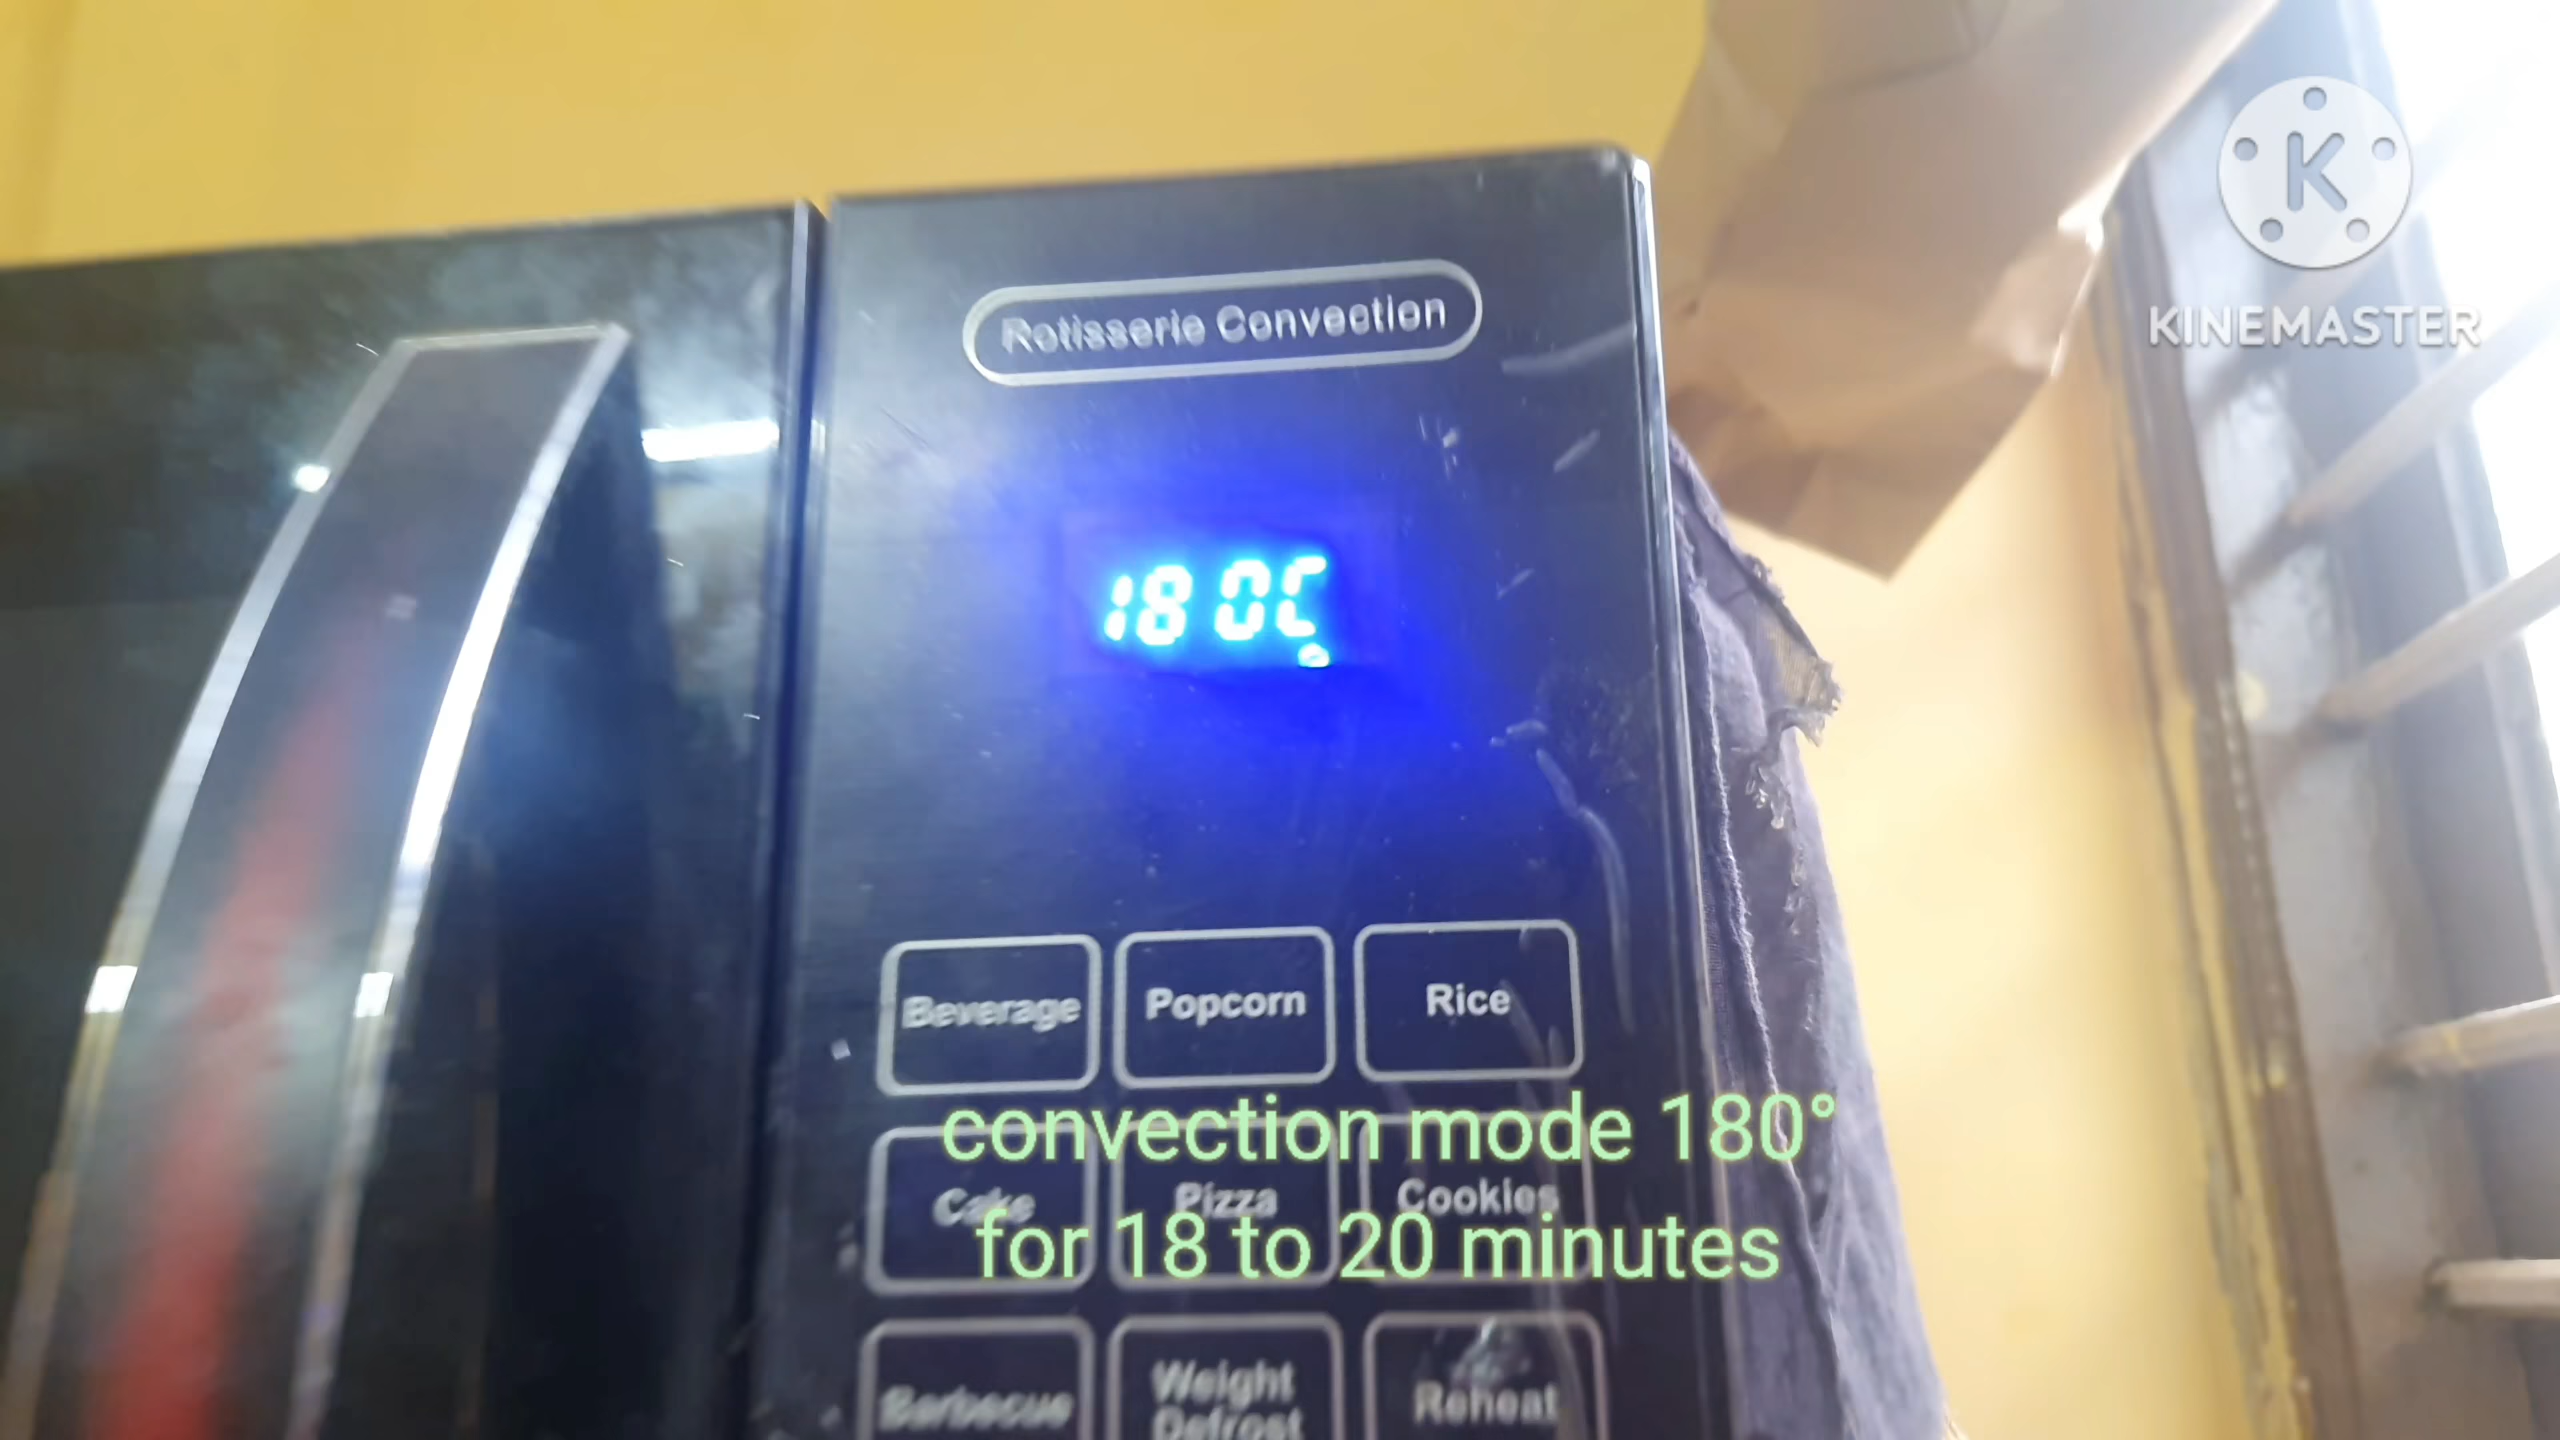 K
KINEMASTER
Rotisserie Convection
180C
Beverage
Popcorn
Rice
convection mode 180°
Cake
Pizza
Cookies
for 18 to 20 minutes
Barbecue
Weight
Defrost
Reheat